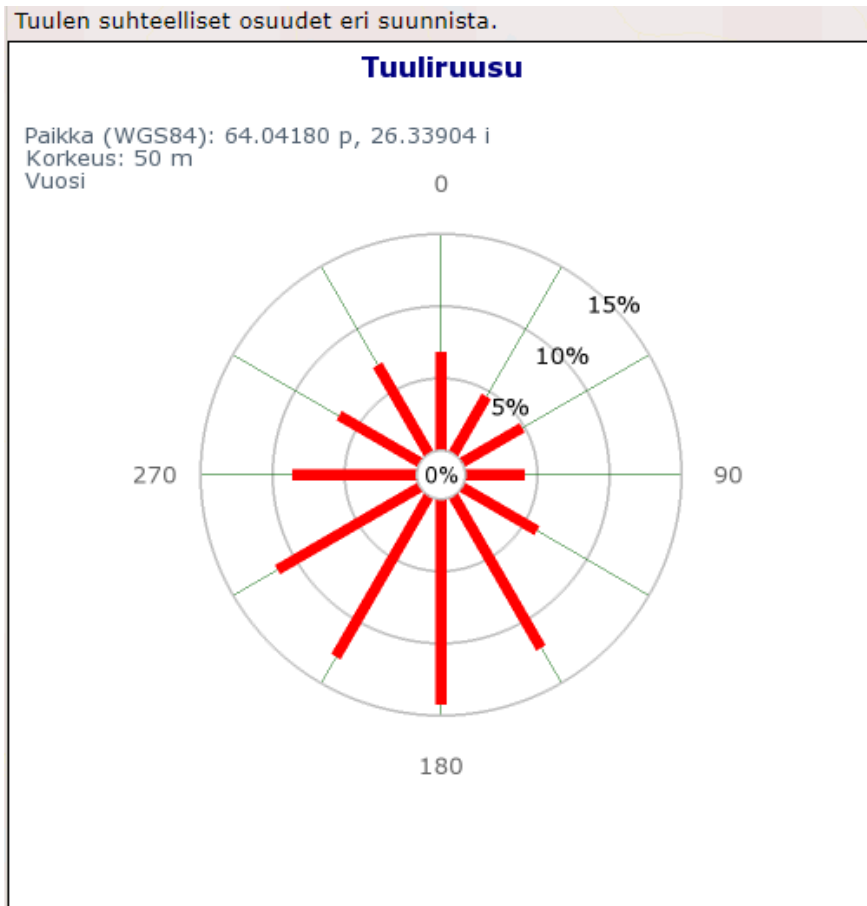 Tuulen suhteelliset osuudet eri suunnista.
Tuuliruusu
Paikka (WGS84): 64.04180 p, 26.33904 i
Korkeus: 50 m
Vuosi
0
15%
10%
5%
270
0%
90
180